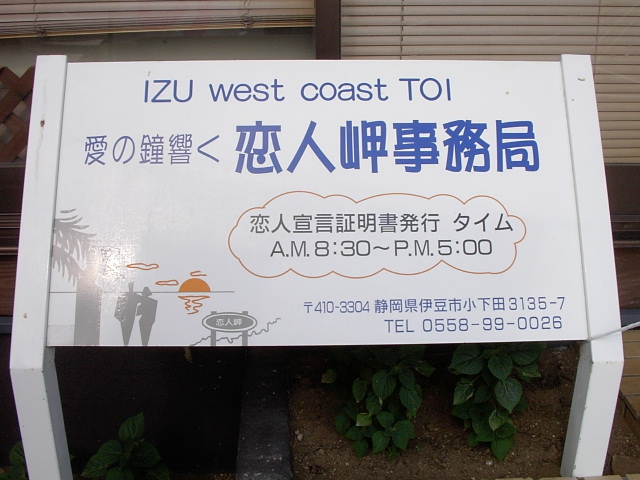 IZU west coast TOI
愛の鐘響く 恋人岬事務局
恋人宣言証明書発行 タイム
A.M. 8:30〜P.M. 5:00
〒410-3304 静岡県伊豆市小下田3135-7
TEL 0558-99-0026
恋人岬